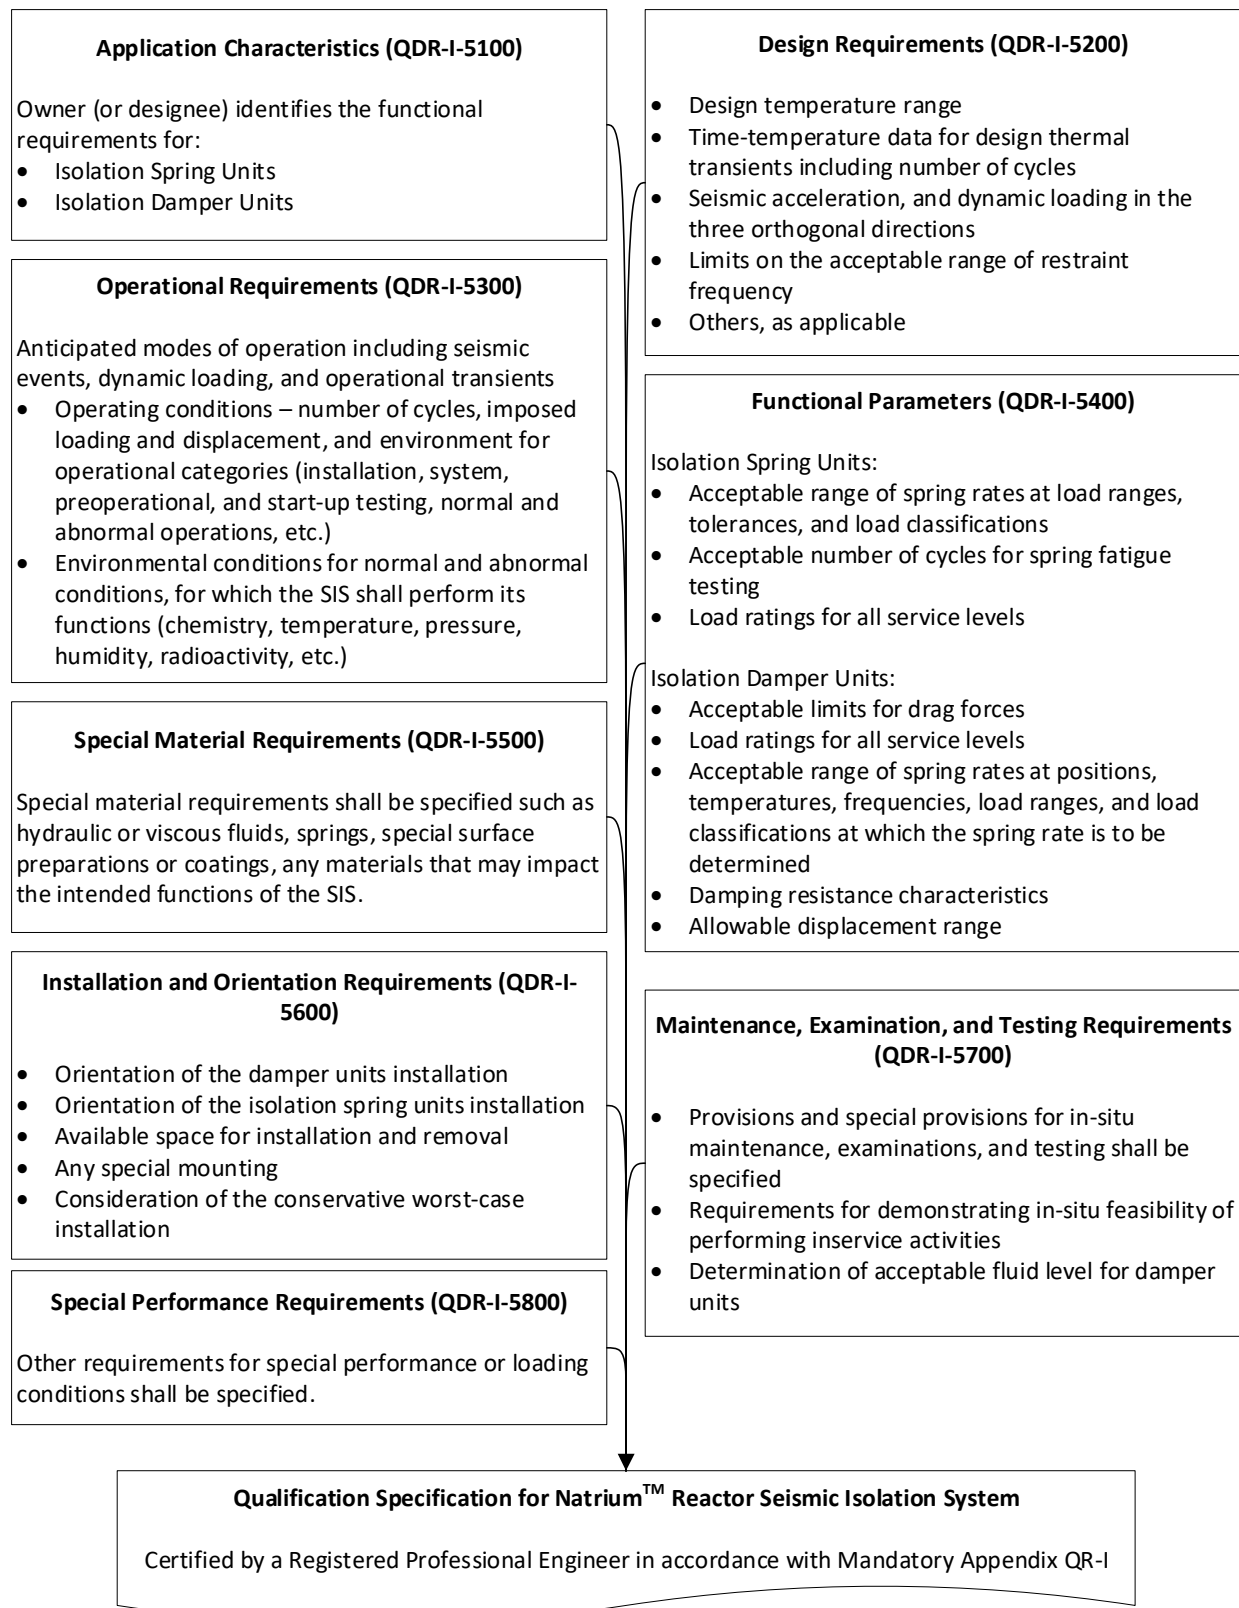 Application Characteristics (QDR-I-5100)
Owner (or designee) identifies the functional
requirements for:
• Isolation Spring Units
• Isolation Damper Units
Design Requirements (QDR-I-5200)
• Design temperature range
• Time-temperature data for design thermal
transients including number of cycles
• Seismic acceleration, and dynamic loading in the
three orthogonal directions
• Limits on the acceptable range of restraint
frequency
• Others, as applicable
Operational Requirements (QDR-I-5300)
Anticipated modes of operation including seismic
events, dynamic loading, and operational transients
• Operating conditions – number of cycles, imposed
loading and displacement, and environment for
operational categories (installation, system,
preoperational, and start-up testing, normal and
abnormal operations, etc.)
• Environmental conditions for normal and abnormal
conditions, for which the SIS shall perform its
functions (chemistry, temperature, pressure,
humidity, radioactivity, etc.)
Functional Parameters (QDR-I-5400)
Isolation Spring Units:
• Acceptable range of spring rates at load ranges,
tolerances, and load classifications
• Acceptable number of cycles for spring fatigue
testing
• Load ratings for all service levels
Isolation Damper Units:
• Acceptable limits for drag forces
• Load ratings for all service levels
• Acceptable range of spring rates at positions,
temperatures, frequencies, load ranges, and load
classifications at which the spring rate is to be
determined
• Damping resistance characteristics
• Allowable displacement range
Special Material Requirements (QDR-I-5500)
Special material requirements shall be specified such as
hydraulic or viscous fluids, springs, special surface
preparations or coatings, any materials that may impact
the intended functions of the SIS.
Installation and Orientation Requirements (QDR-I-
5600)
• Orientation of the damper units installation
• Orientation of the isolation spring units installation
• Available space for installation and removal
• Any special mounting
• Consideration of the conservative worst-case
installation
Maintenance, Examination, and Testing Requirements
(QDR-I-5700)
• Provisions and special provisions for in-situ
maintenance, examinations, and testing shall be
specified
• Requirements for demonstrating in-situ feasibility of
performing inservice activities
• Determination of acceptable fluid level for damper
units
Special Performance Requirements (QDR-I-5800)
Other requirements for special performance or loading
conditions shall be specified.
Qualification Specification for Natrium™ Reactor Seismic Isolation System
Certified by a Registered Professional Engineer in accordance with Mandatory Appendix QR-I